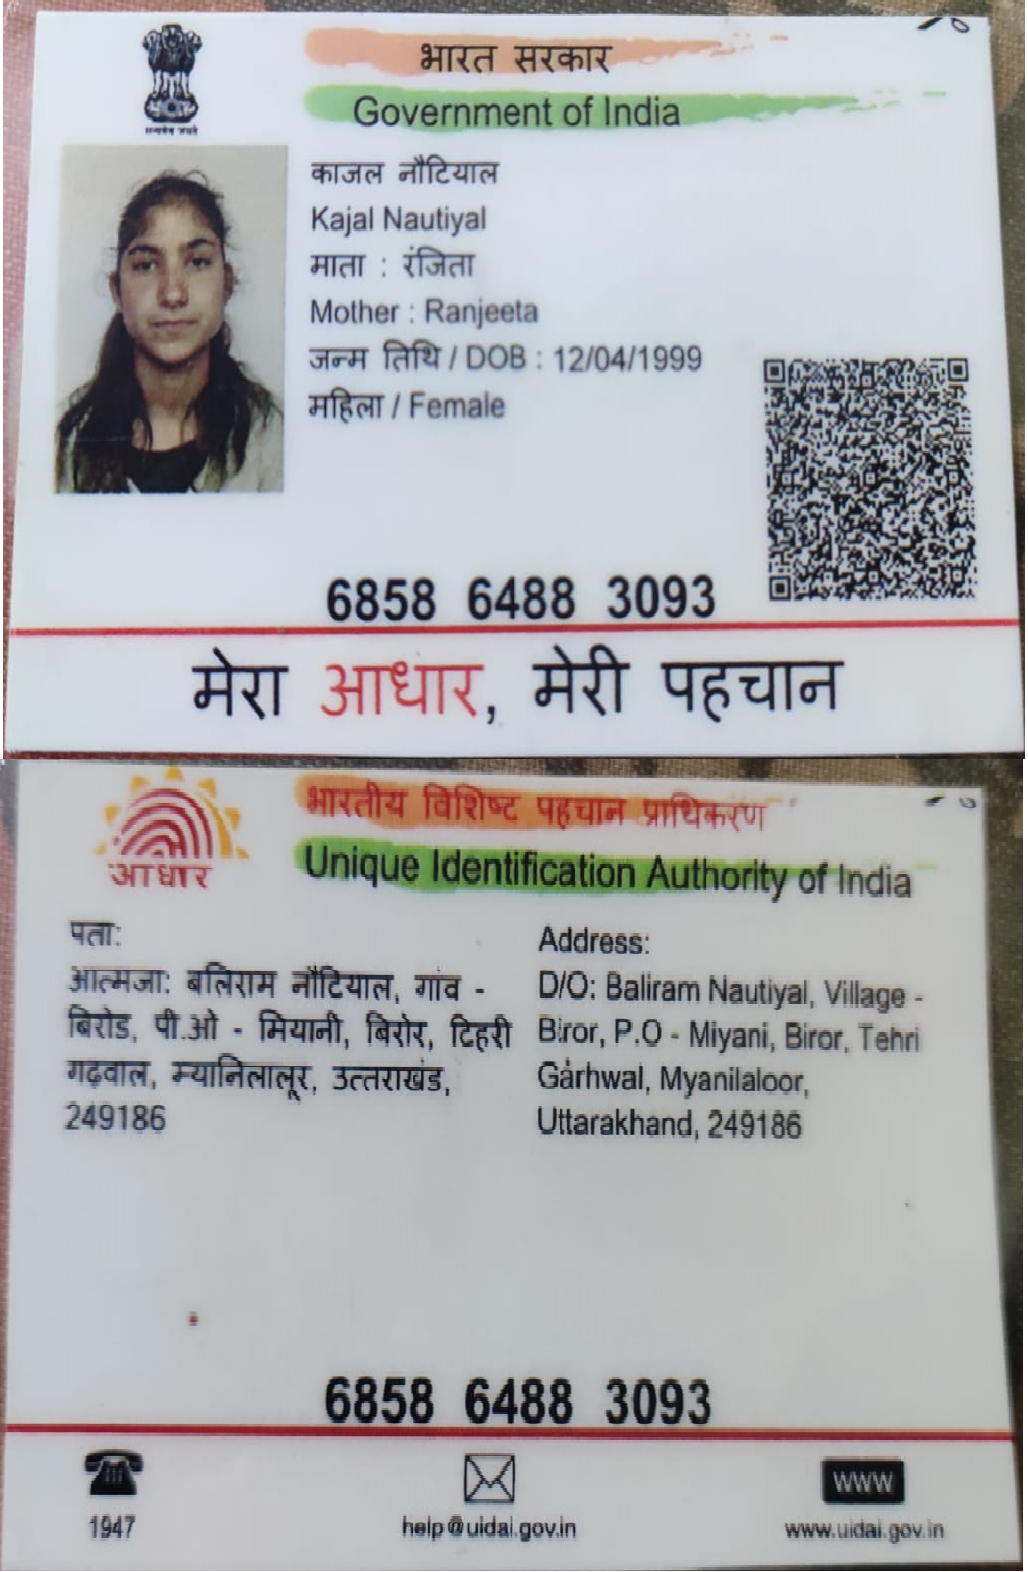 सत्यमेव जयते
भारत सरकार
Government of India
काजल नौटियाल
Kajal Nautiyal
माता : रंजिता
Mother : Ranjeeta
जन्म तिथि / DOB : 12/04/1999
महिला / Female
6858 6488 3093
मेरा आधार, मेरी पहचान
भारतीय विशिष्ट पहचान प्राधिकरण
आधार
Unique Identification Authority of India
पता:
आत्मजा: बलिराम नौटियाल, गांव -
बिरोड, पी.ओ - मियानी, बिरोर, टिहरी
गढ़वाल, म्यानिलालूर, उत्तराखंड,
249186
Address:
D/O: Baliram Nautiyal, Village -
Biror, P.O - Miyani, Biror, Tehri
Garhwal, Myanilaloor,
Uttarakhand, 249186
6858 6488 3093
1947
help@uidai.gov.in
WWW
www.uidai.gov.in